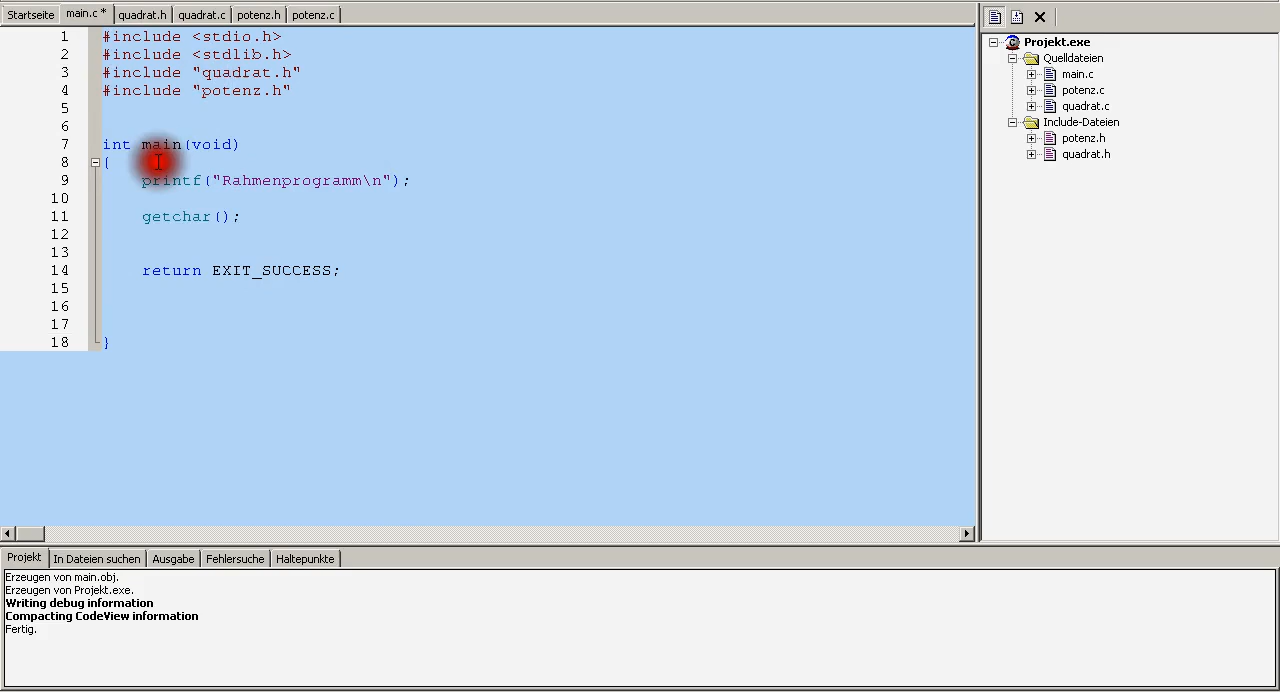 Startseite main.c * quadrat.h quadrat.c potenz.h potenz.c
1 #include <stdio.h>
2 #include <stdlib.h>
3 #include "quadrat.h"
4 #include "potenz.h"
5
6
7 int main(void)
8 {
9 printf("Rahmenprogramm\n");
10
11 getchar();
12
13
14 return EXIT_SUCCESS;
15
16
17
18 }
Projekt.exe
Quelldateien
main.c
potenz.c
quadrat.c
Include-Dateien
potenz.h
quadrat.h
Projekt In Dateien suchen Ausgabe Fehlersuche Haltepunkte
Erzeugen von main.obj.
Erzeugen von Projekt.exe.
Writing debug information
Compacting CodeView information
Fertig.